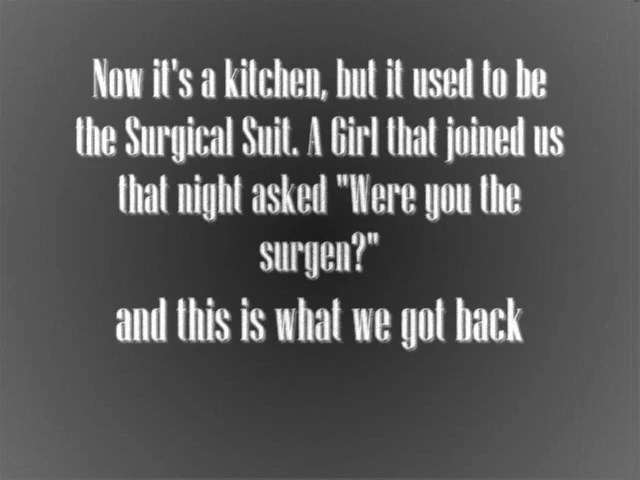 Now it's a kitchen, but it used to be
the Surgical Suit. A Girl that joined us
that night asked "Were you the
surgen?"
and this is what we got back